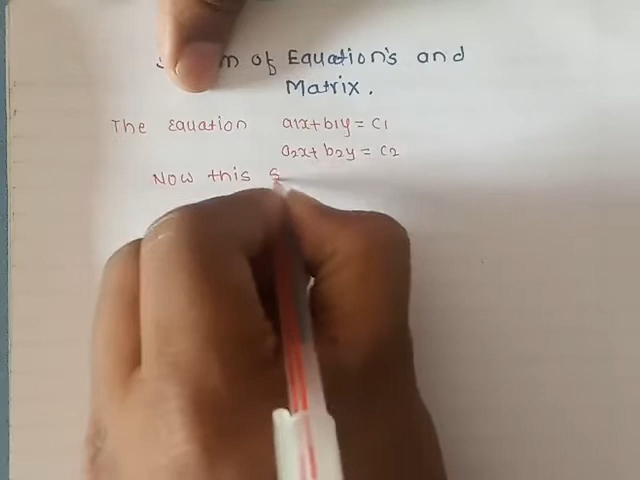 of Equation's and
Matrix.
The Equation a1x+b1y = c1
a2x+ b2y = c2
Now this